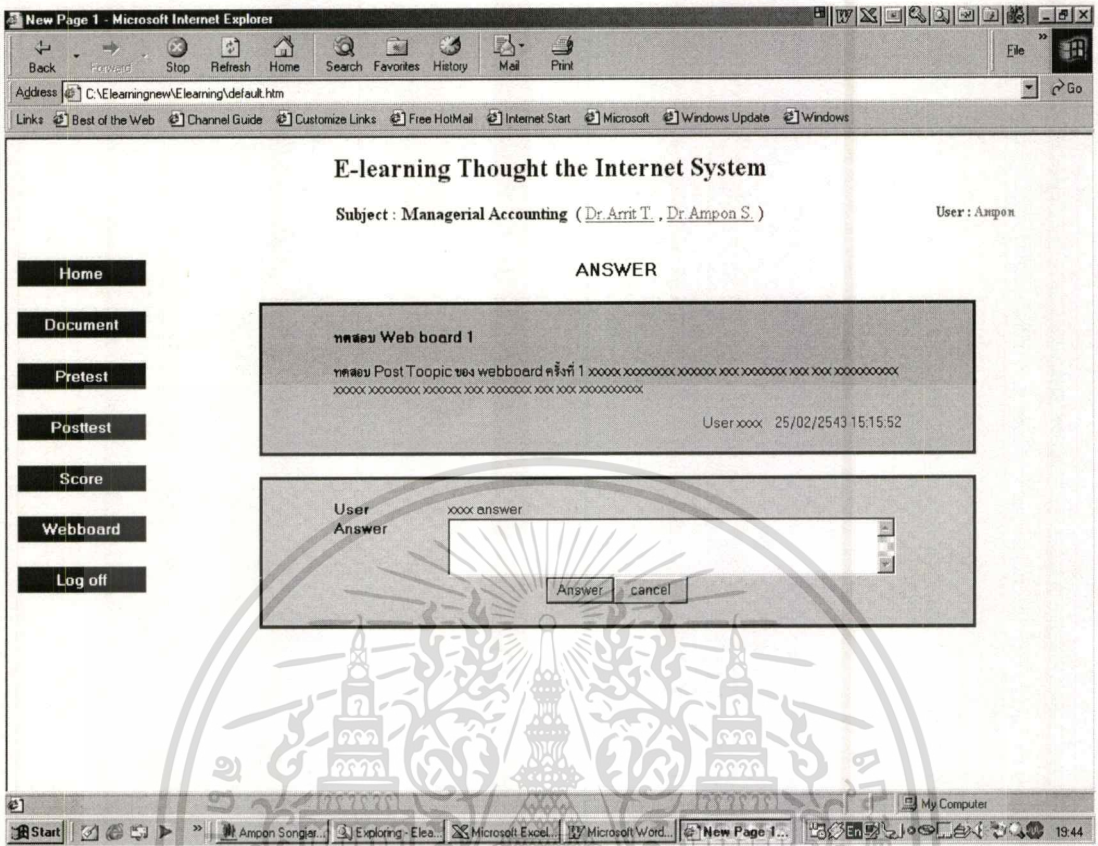 New Page 1 - Microsoft Internet Explorer
Back Forward Stop Refresh Home Search Favorites History Mail Print File
Address C:\Elearningnew\Elearning\default.htm Go
Links Best of the Web Channel Guide Customize Links Free HotMail Internet Start Microsoft Windows Update Windows
E-learning Thought the Internet System
Subject : Managerial Accounting ( Dr.Arrit T. , Dr.Ampon S. ) User : Ampon
Home
Document
Pretest
Posttest
Score
Webboard
Log off
ANSWER
ทดสอบ Web board 1
ทดสอบ Post Toopic ของ webboard ครั้งที่ 1 xxxxx xxxxxxxx xxxxxx xxx xxxxxxx xxx xxx xxxxxxxxxx
xxxxx xxxxxxxx xxxxxx xxx xxxxxxx xxx xxx xxxxxxxxxx
User xxxx 25/02/2543 15:15:52
User xxxx answer
Answer
Answer cancel
My Computer
Start Ampon Songjar... Exploring - Elea... Microsoft Excel... Microsoft Word... New Page 1... En 19:44